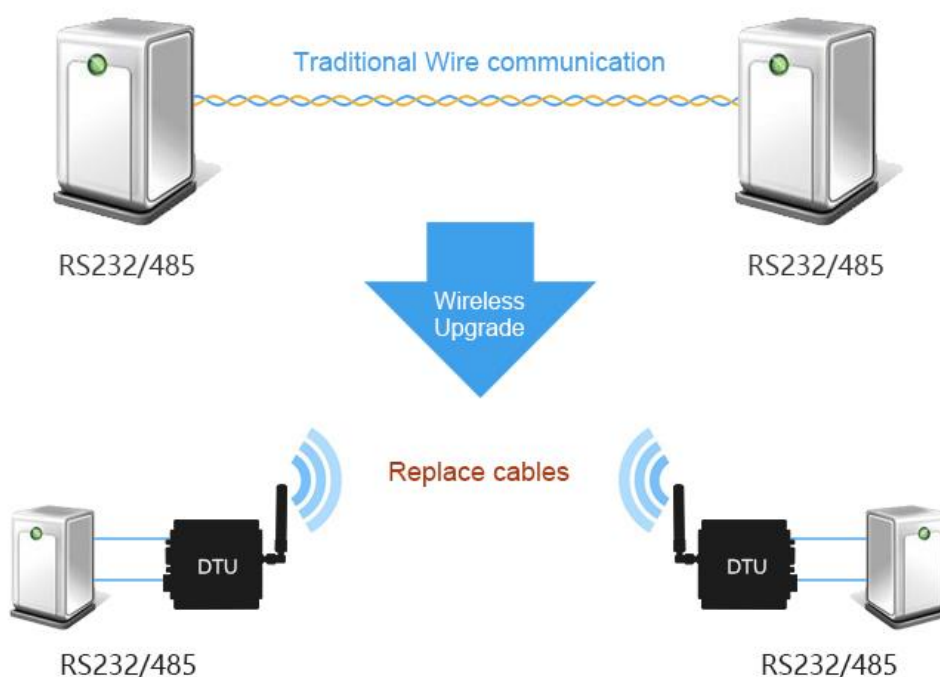 Traditional Wire communication
RS232/485
RS232/485
Wireless
Upgrade
Replace cables
DTU
DTU
RS232/485
RS232/485